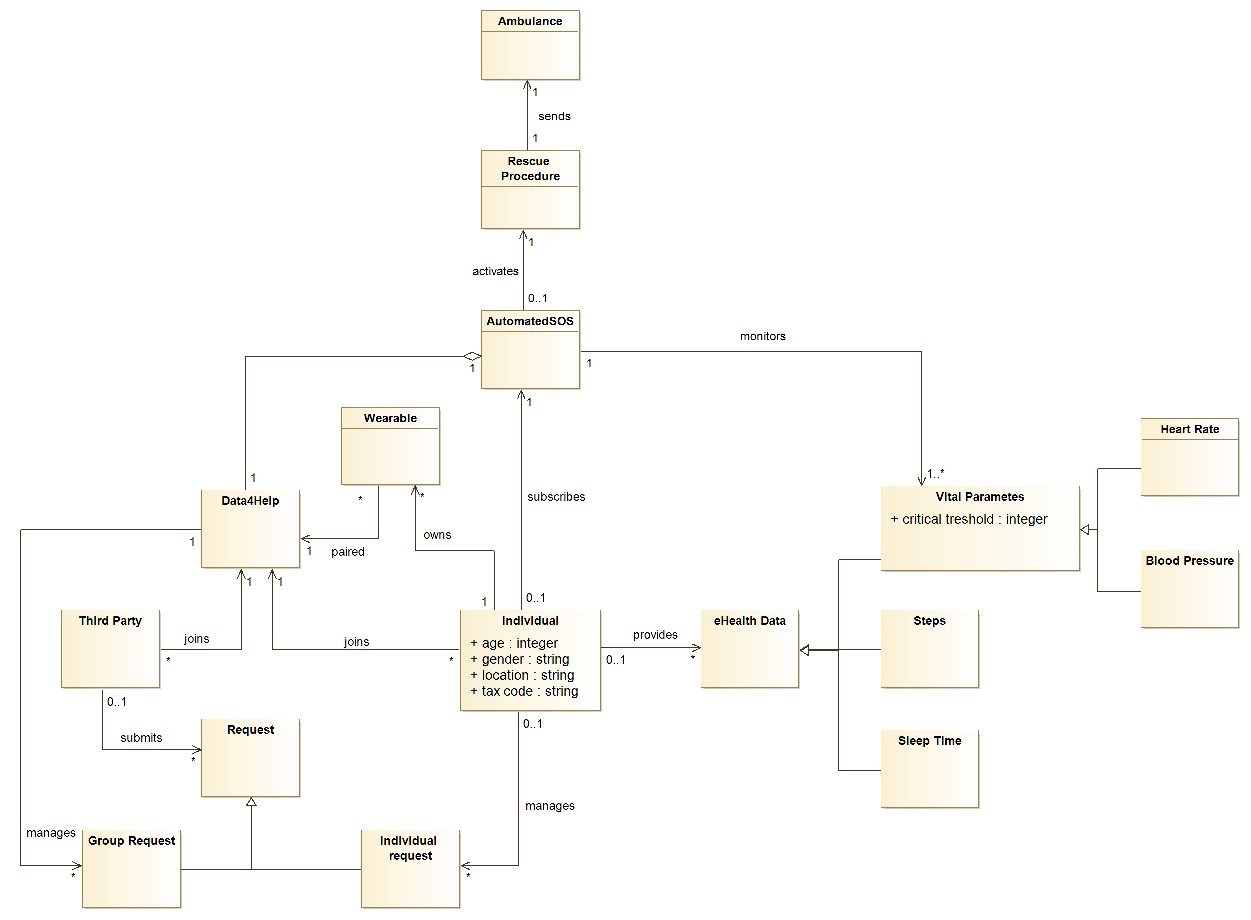 Ambulance
1
sends
1
Rescue
Procedure
1
activates
0..1
AutomatedSOS
monitors
1
1
1
1..*
Wearable
Heart Rate
*
*
subscribes
1
Data4Help
Vital Parametes
+ critical treshold : integer
owns
1
1
paired
Blood Pressure
1
1
1
0..1
Third Party
joins
*
joins
*
Individual
+ age : integer
+ gender : string
+ location : string
+ tax code : string
provides
0..1
*
eHealth Data
Steps
0..1
submits
*
Request
0..1
Sleep Time
manages
manages
*
Group Request
Individual
request
*